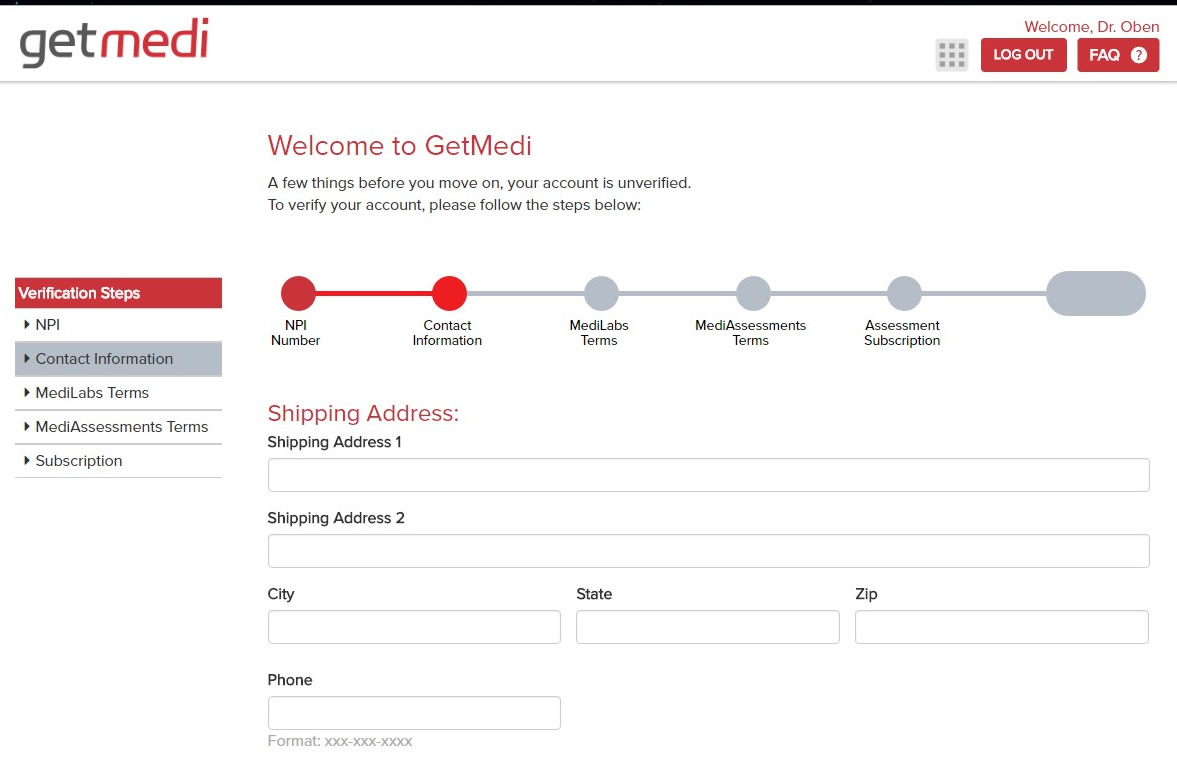 getmedi
Welcome, Dr. Oben
LOG OUT
FAQ ?
Welcome to GetMedi
A few things before you move on, your account is unverified.
To verify your account, please follow the steps below:
Verification Steps
NPI
Contact Information
MediLabs Terms
MediAssessments Terms
Subscription
NPI
Number
Contact
Information
MediLabs
Terms
MediAssessments
Terms
Assessment
Subscription
Shipping Address:
Shipping Address 1
Shipping Address 2
City
State
Zip
Phone
Format: xxx-xxx-xxxx